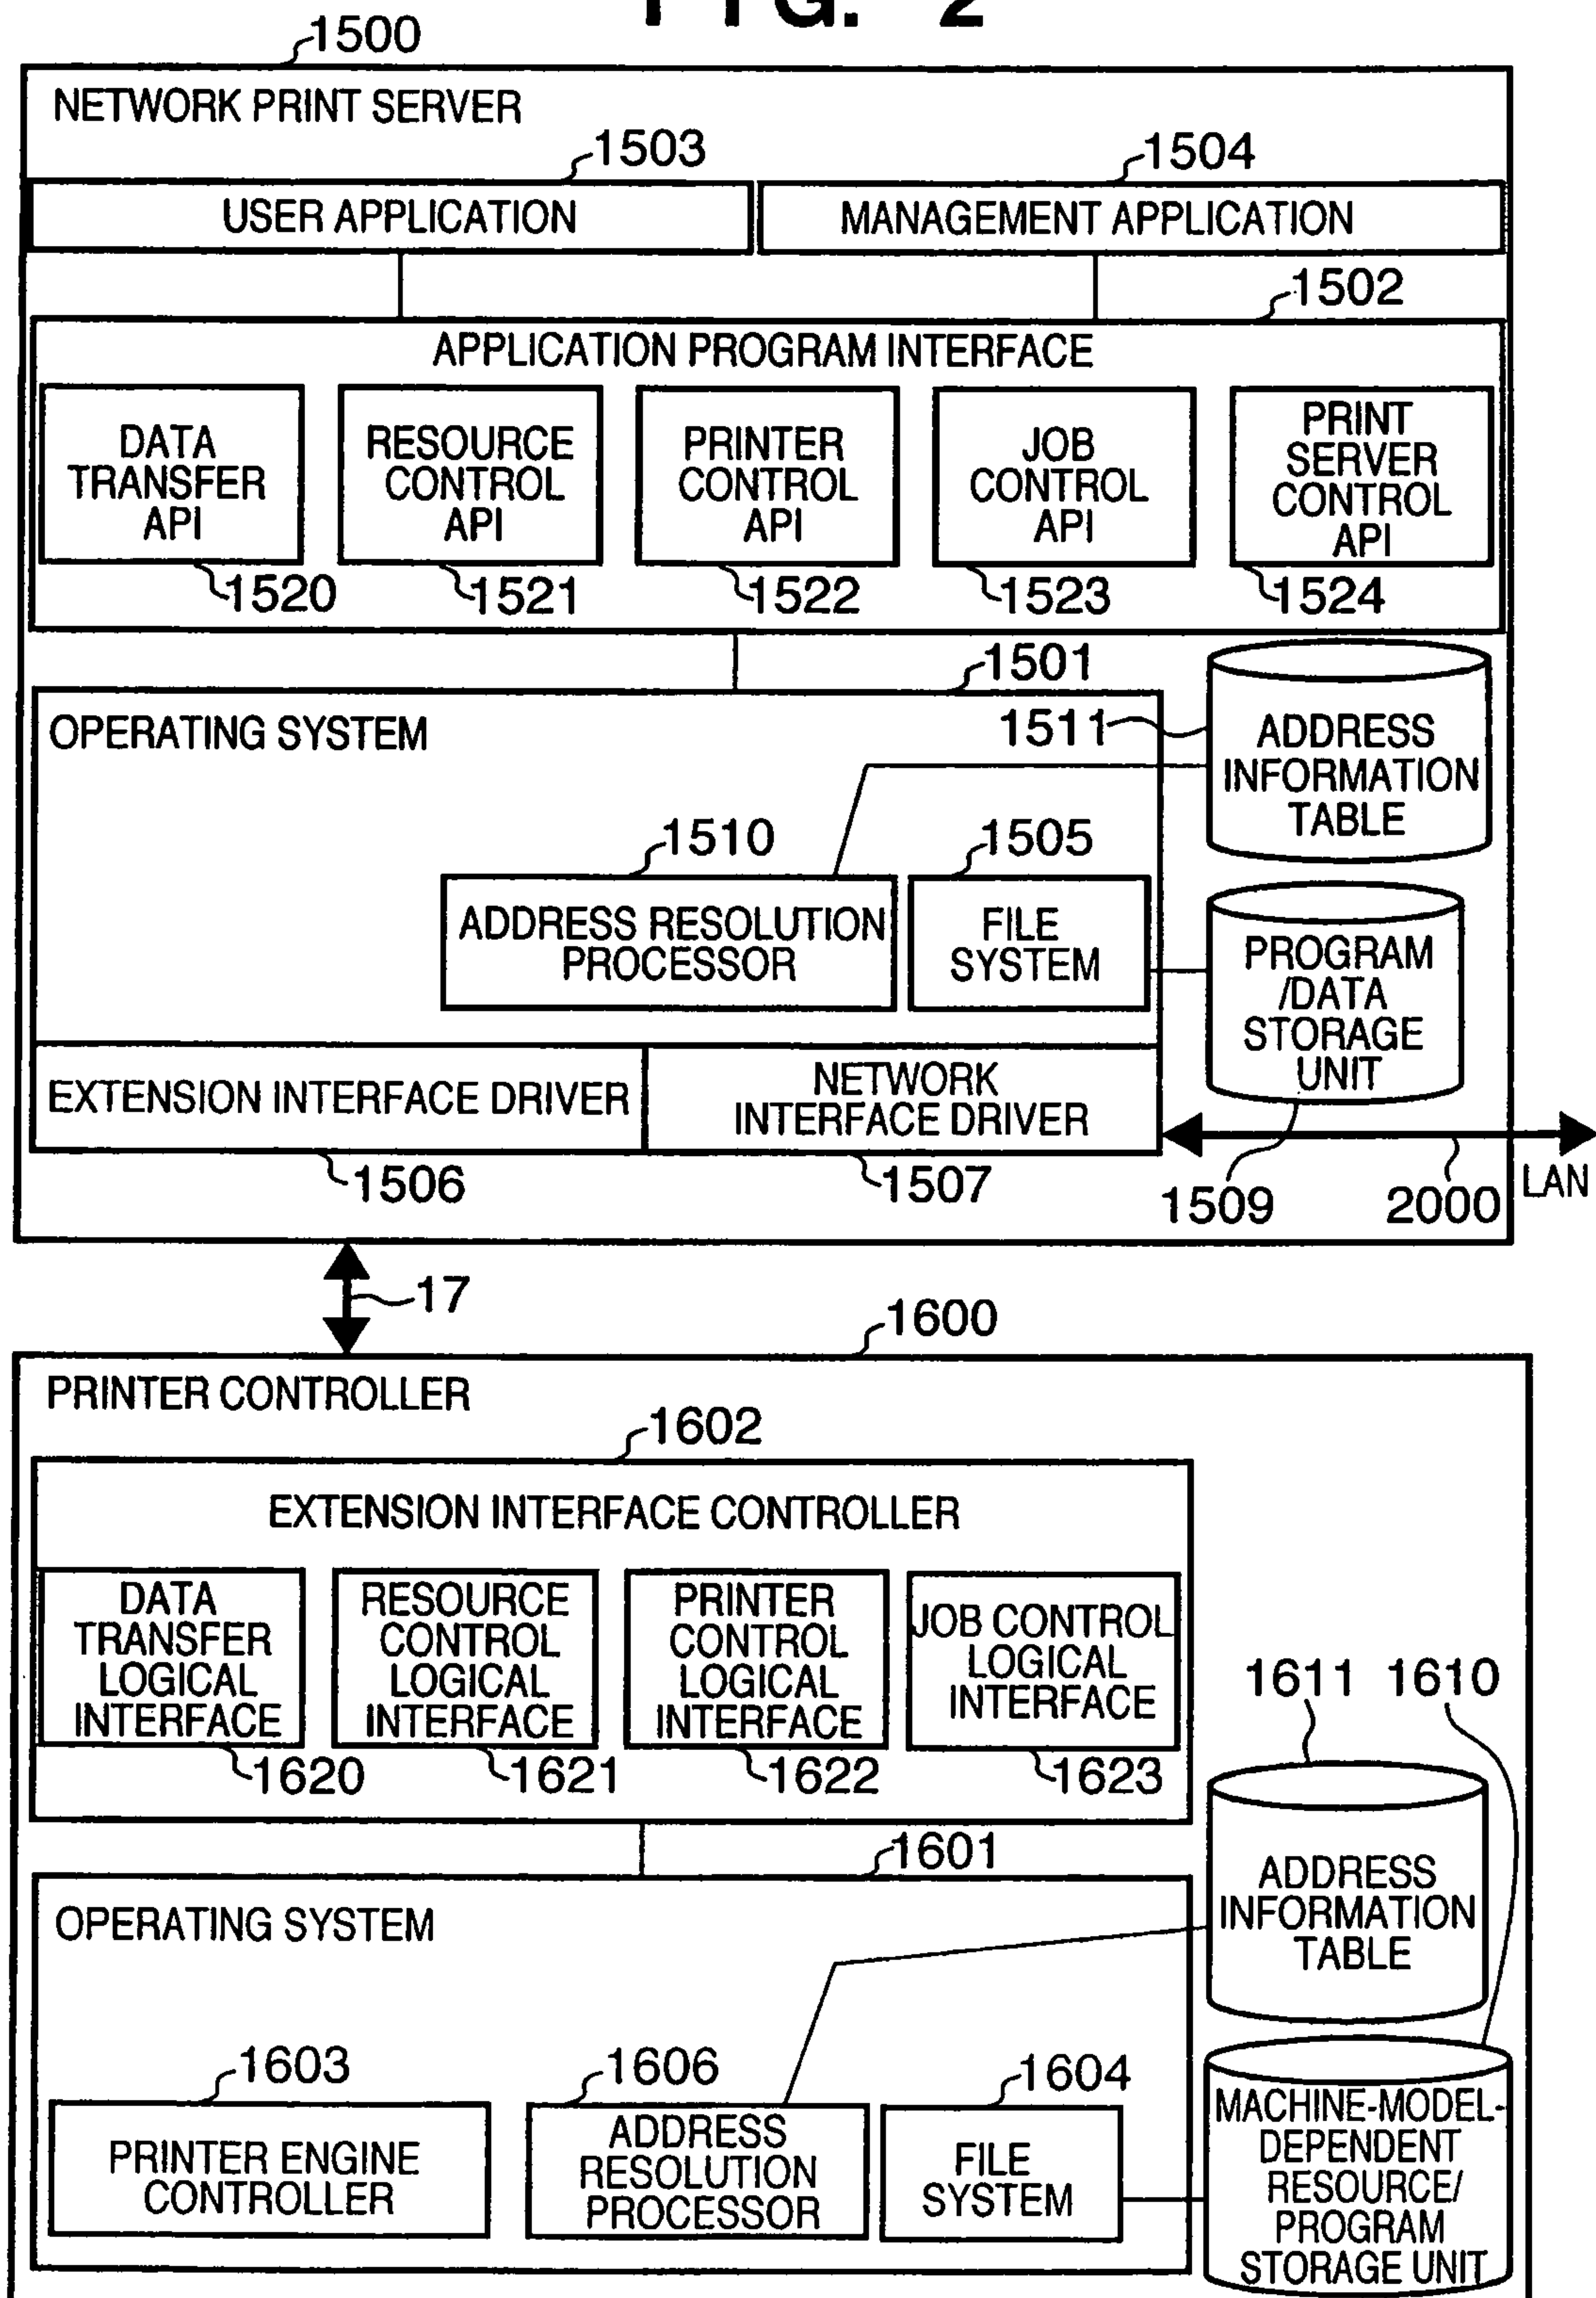 FIG. 2
1500
NETWORK PRINT SERVER
1503
1504
USER APPLICATION
MANAGEMENT APPLICATION
1502
APPLICATION PROGRAM INTERFACE
DATA
TRANSFER
API
RESOURCE
CONTROL
API
PRINTER
CONTROL
API
JOB
CONTROL
API
PRINT
SERVER
CONTROL
API
1520
1521
1522
1523
1524
1501
OPERATING SYSTEM
1511
ADDRESS
INFORMATION
TABLE
1510
1505
ADDRESS RESOLUTION
PROCESSOR
FILE
SYSTEM
PROGRAM
/DATA
STORAGE
UNIT
EXTENSION INTERFACE DRIVER
NETWORK
INTERFACE DRIVER
1506
1507
1509
2000
LAN
17
1600
PRINTER CONTROLLER
1602
EXTENSION INTERFACE CONTROLLER
DATA
TRANSFER
LOGICAL
INTERFACE
RESOURCE
CONTROL
LOGICAL
INTERFACE
PRINTER
CONTROL
LOGICAL
INTERFACE
JOB CONTROL
LOGICAL
INTERFACE
1620
1621
1622
1623
1611
1610
1601
OPERATING SYSTEM
ADDRESS
INFORMATION
TABLE
1603
1606
1604
PRINTER ENGINE
CONTROLLER
ADDRESS
RESOLUTION
PROCESSOR
FILE
SYSTEM
MACHINE-MODEL-
DEPENDENT
RESOURCE/
PROGRAM
STORAGE UNIT